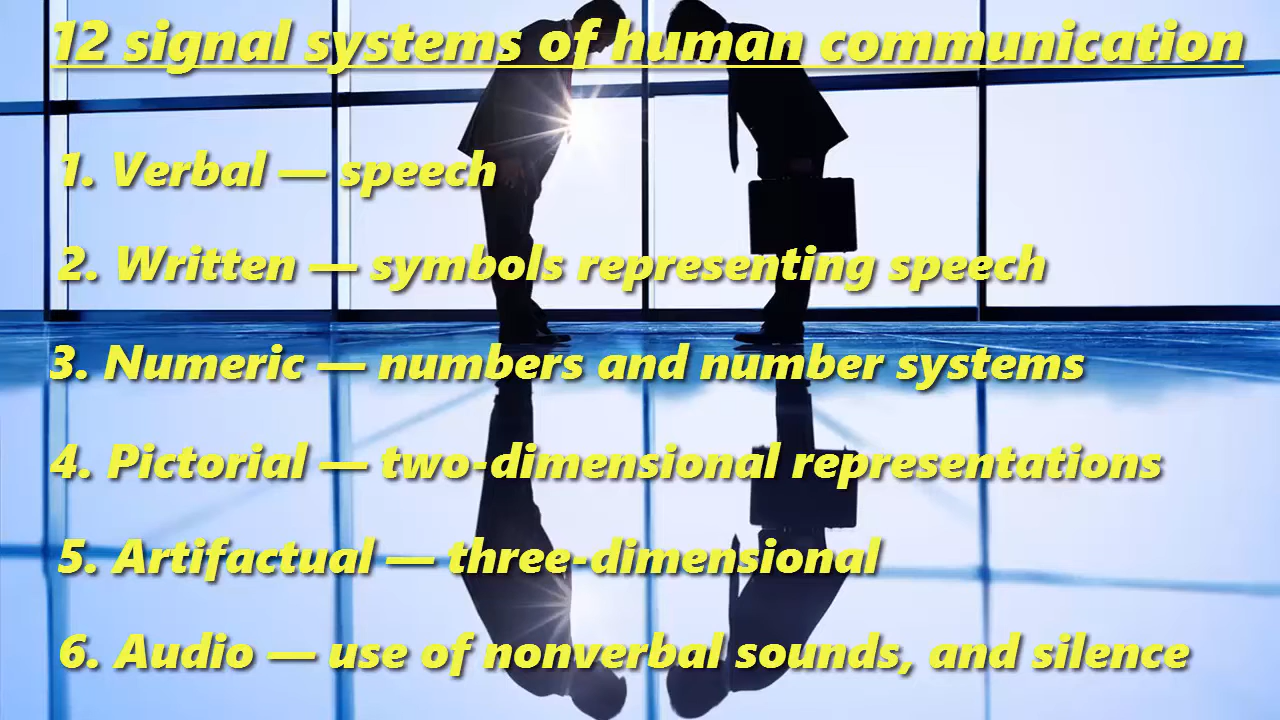 12 signal systems of human communication
1. Verbal — speech
2. Written — symbols representing speech
3. Numeric — numbers and number systems
4. Pictorial — two-dimensional representations
5. Artifactual — three-dimensional
6. Audio — use of nonverbal sounds, and silence